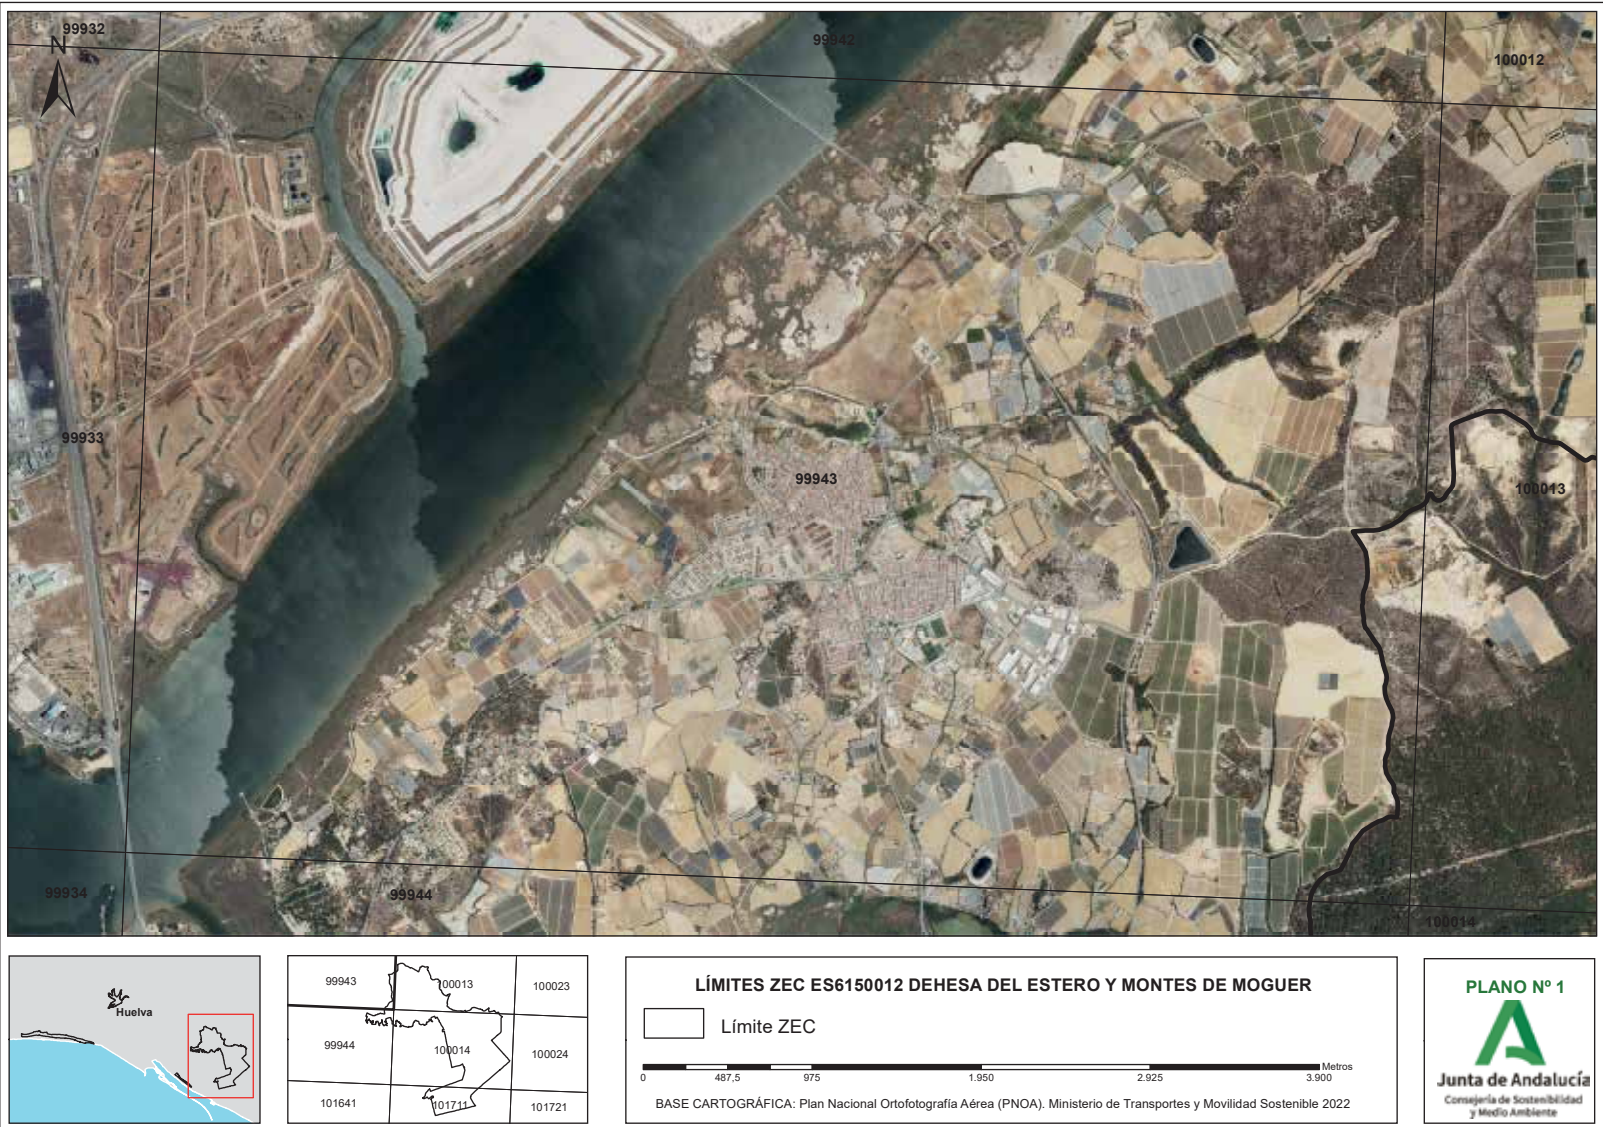 99932
N
99942
100012
99933
99943
100013
99934
99944
100014
Huelva
99943
100013
100023
99944
100014
100024
101641
101711
101721
LÍMITES ZEC ES6150012 DEHESA DEL ESTERO Y MONTES DE MOGUER
Límite ZEC
Metros
0 487,5 975 1.950 2.925 3.900
BASE CARTOGRÁFICA: Plan Nacional Ortofotografía Aérea (PNOA). Ministerio de Transportes y Movilidad Sostenible 2022
PLANO Nº 1
Junta de Andalucía
Consejería de Sostenibilidad
y Medio Ambiente